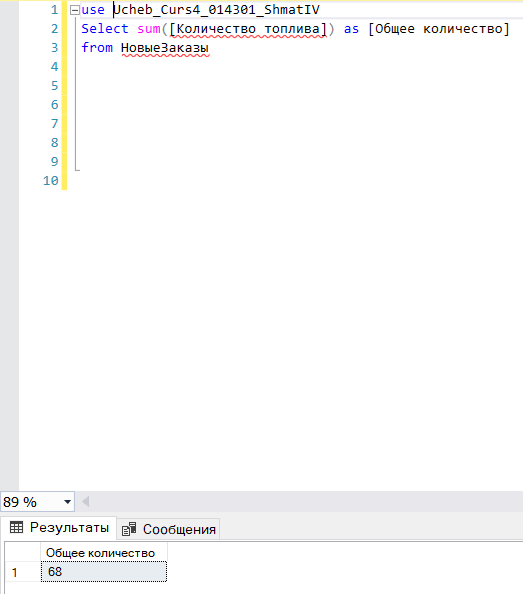 1 use Ucheb_Curs4_014301_ShmatIV
2 Select sum([Количество топлива]) as [Общее количество]
3 from НовыеЗаказы
4
5
6
7
8
9
10
89 %
Результаты Сообщения
Общее количество
1 68